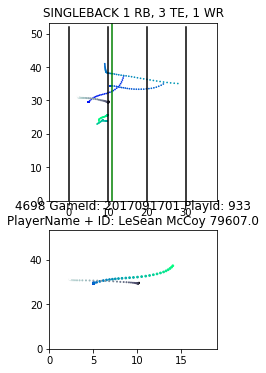 SINGLEBACK 1 RB, 3 TE, 1 WR
50
40
30
20
10
0
0 10 20 30
4698 GameId: 2017091701 PlayId: 933
PlayerName + ID: LeSean McCoy 79607.0
40
20
0
0 5 10 15